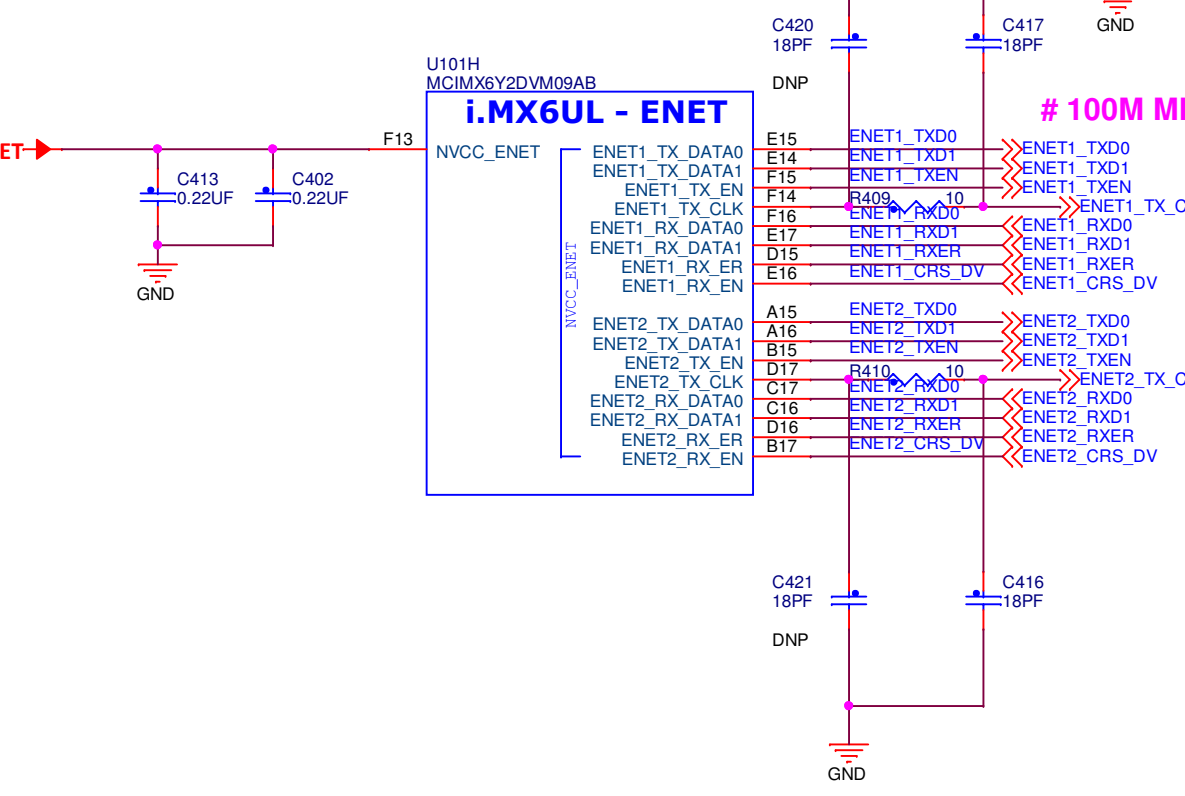 C420
18PF
DNP
C417
18PF
GND
U101H
MCIMX6Y2DVM09AB
i.MX6UL - ENET
# 100M MI
ET
F13
NVCC_ENET
C413
0.22UF
C402
0.22UF
GND
NVCC_ENET
ENET1_TX_DATA0 E15 ENET1_TXD0 ENET1_TXD0
ENET1_TX_DATA1 E14 ENET1_TXD1 ENET1_TXD1
ENET1_TX_EN F15 ENET1_TXEN ENET1_TXEN
ENET1_TX_CLK F14 R409 10 ENET1_TX_C
ENET1_RX_DATA0 F16 ENET1_RXD0 ENET1_RXD0
ENET1_RX_DATA1 E17 ENET1_RXD1 ENET1_RXD1
ENET1_RX_ER D15 ENET1_RXER ENET1_RXER
ENET1_RX_EN E16 ENET1_CRS_DV ENET1_CRS_DV
ENET2_TX_DATA0 A15 ENET2_TXD0 ENET2_TXD0
ENET2_TX_DATA1 A16 ENET2_TXD1 ENET2_TXD1
ENET2_TX_EN B15 ENET2_TXEN ENET2_TXEN
ENET2_TX_CLK D17 R410 10 ENET2_TX_C
ENET2_RX_DATA0 C17 ENET2_RXD0 ENET2_RXD0
ENET2_RX_DATA1 C16 ENET2_RXD1 ENET2_RXD1
ENET2_RX_ER D16 ENET2_RXER ENET2_RXER
ENET2_RX_EN B17 ENET2_CRS_DV ENET2_CRS_DV
C421
18PF
DNP
C416
18PF
GND